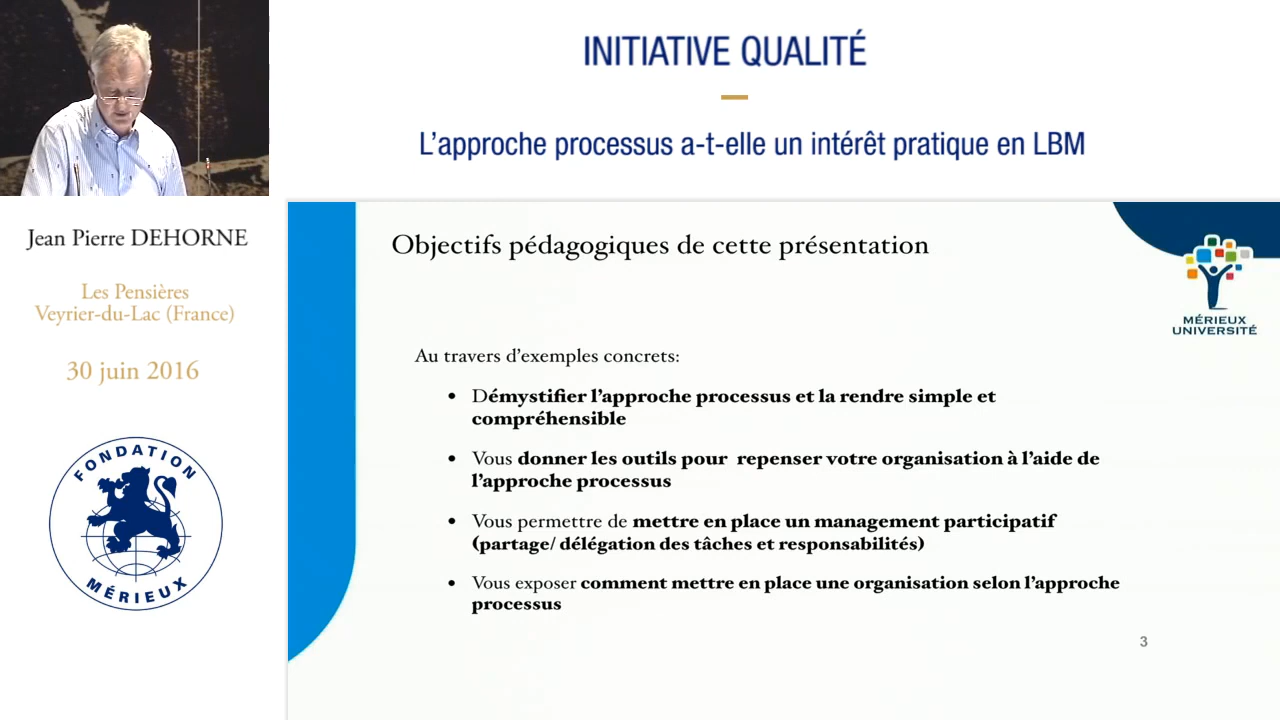 INITIATIVE QUALITÉ
L'approche processus a-t-elle un intérêt pratique en LBM
Jean Pierre DEHORNE
Les Pensières
Veyrier-du-Lac (France)
30 juin 2016
FONDATION
MÉRIEUX
Objectifs pédagogiques de cette présentation
MÉRIEUX
UNIVERSITÉ
Au travers d'exemples concrets:
• Démystifier l'approche processus et la rendre simple et
compréhensible
• Vous donner les outils pour repenser votre organisation à l'aide de
l'approche processus
• Vous permettre de mettre en place un management participatif
(partage/ délégation des tâches et responsabilités)
• Vous exposer comment mettre en place une organisation selon l'approche
processus
3